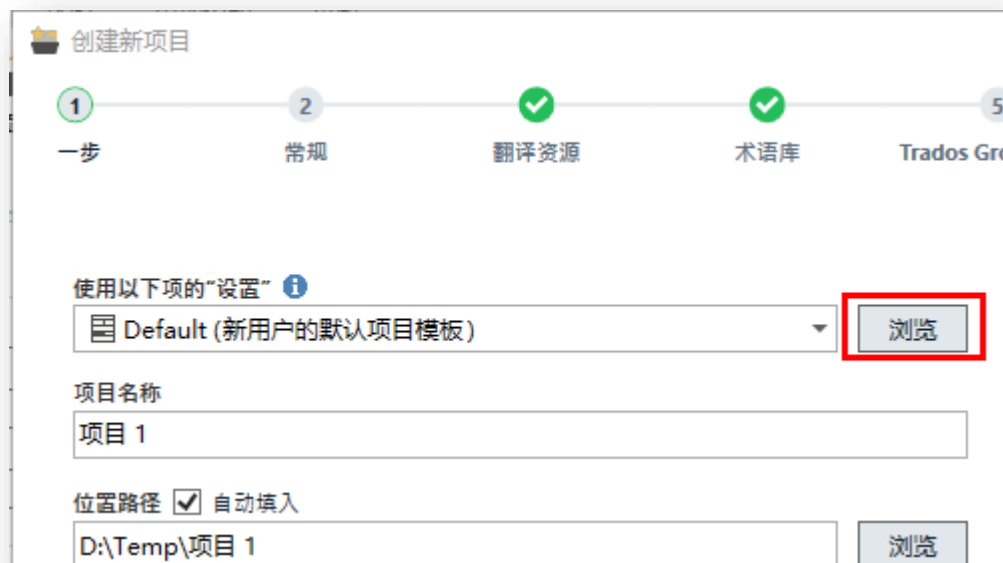 创建新项目
1 2 5
一步 常规 翻译资源 术语库 Trados Gro
使用以下项的“设置”
Default (新用户的默认项目模板)
浏览
项目名称
项目 1
位置路径 自动填入
D:\Temp\项目 1
浏览